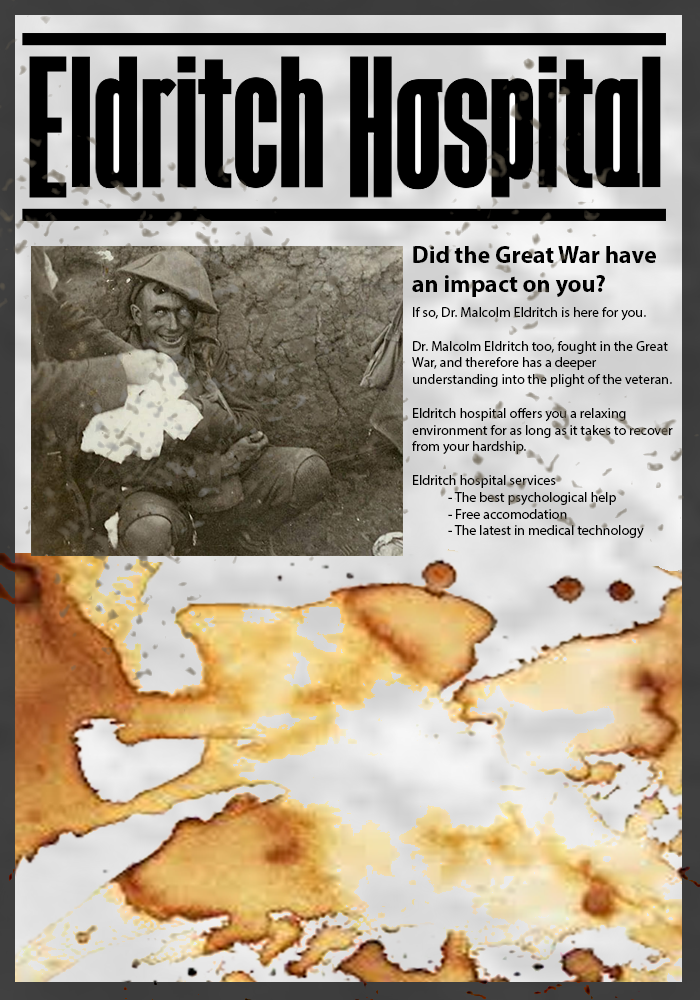 Eldritch Hospital
Did the Great War have
an impact on you?
If so, Dr. Malcolm Eldritch is here for you.
Dr. Malcolm Eldritch too, fought in the Great
War, and therefore has a deeper
understanding into the plight of the veteran.
Eldritch hospital offers you a relaxing
environment for as long as it takes to recover
from your hardship.
Eldritch hospital services
- The best psychological help
- Free accomodation
- The latest in medical technology